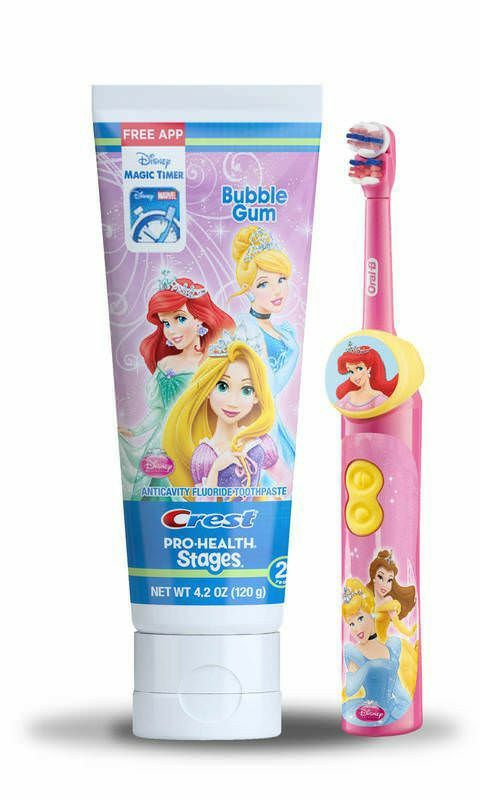 FREE APP
Disney
MAGIC TIMER
Disney MARVEL
Bubble
Gum
Disney
ANTICAVITY FLUORIDE TOOTHPASTE
Crest
PRO-HEALTH.
Stages.
2
NET WT 4.2 OZ (120 g)
Oral-B
Disney